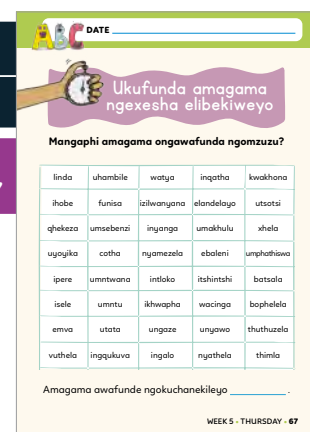 ABC DATE
Ukufunda amagama
ngexesha elibekiweyo
Mangaphi amagama ongawafunda ngomzuzu?
linda uhambile watya inqatha kwakhona
ihobe funisa izilwanyana elandelayo utsotsi
qhekeza umsebenzi inyanga umakhulu xhela
uyoyika cotha nyamezela ebaleni umphathiswa
ipere umntwana intloko itshintshi batsala
isele umntu ikhwapha wacinga bophelela
emva utata ungaze unyawo thuthuzela
vuthela ingqukuva ingalo nyathela thimla
Amagama awafunde ngokuchanekileyo .
WEEK 5 • THURSDAY • 67